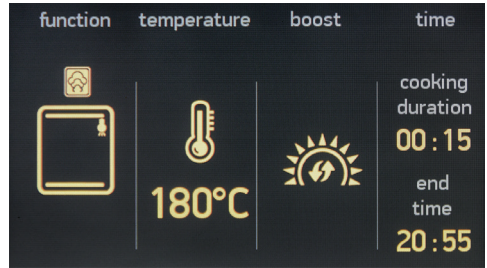 function temperature boost time
cooking
duration
00:15
180°C
end
time
20:55